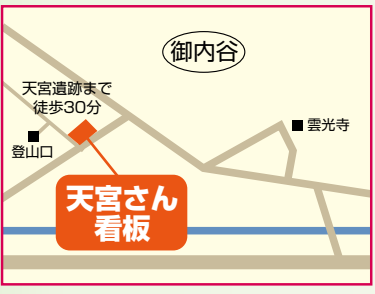 御内谷
天宮遺跡まで
徒歩30分
雲光寺
登山口
天宮さん
看板